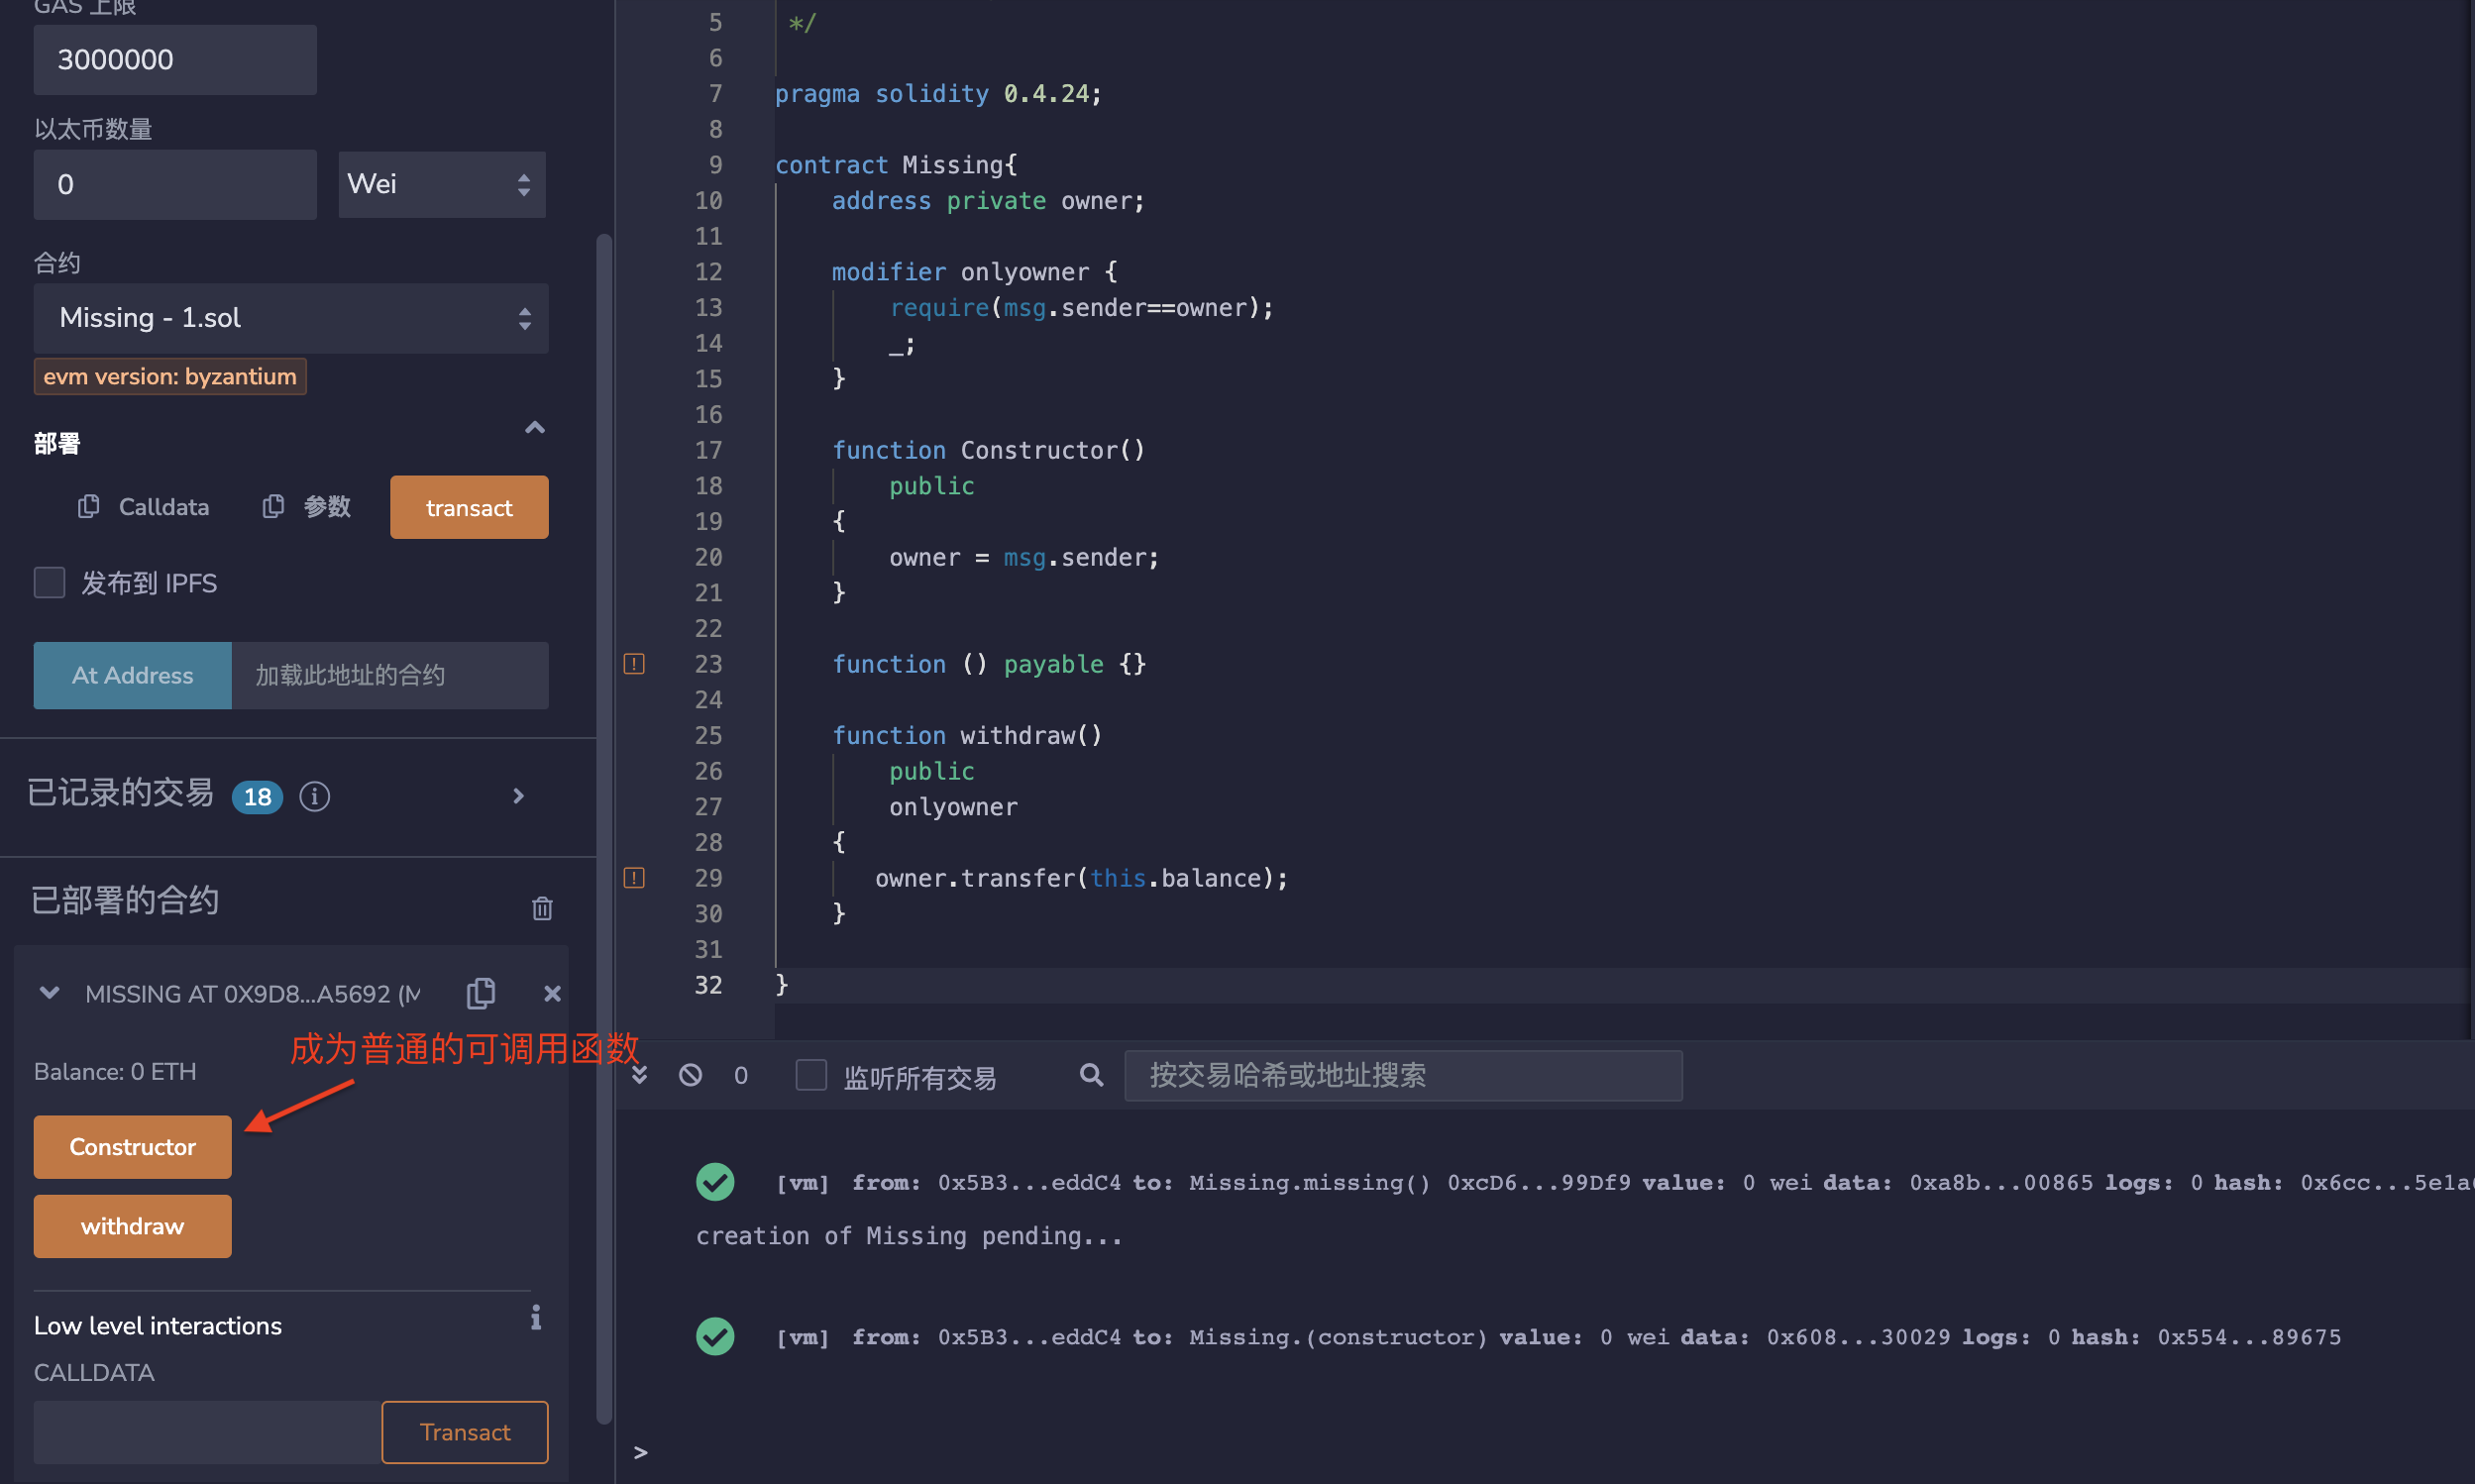 GAS 上限
3000000
以太币数量
0
Wei
合约
Missing - 1.sol
evm version: byzantium
部署
Calldata
参数
transact
发布到 IPFS
At Address
加载此地址的合约
已记录的交易 18
已部署的合约
MISSING AT 0X9D8...A5692 (M
成为普通的可调用函数
Balance: 0 ETH
Constructor
withdraw
Low level interactions
CALLDATA
Transact
5 */
6
7 pragma solidity 0.4.24;
8
9 contract Missing{
10 address private owner;
11
12 modifier onlyowner {
13 require(msg.sender==owner);
14 _;
15 }
16
17 function Constructor()
18 public
19 {
20 owner = msg.sender;
21 }
22
23 function () payable {}
24
25 function withdraw()
26 public
27 onlyowner
28 {
29 owner.transfer(this.balance);
30 }
31
32 }
0
监听所有交易
按交易哈希或地址搜索
[vm] from: 0x5B3...eddC4 to: Missing.missing() 0xcD6...99Df9 value: 0 wei data: 0xa8b...00865 logs: 0 hash: 0x6cc...5e1a
creation of Missing pending...
[vm] from: 0x5B3...eddC4 to: Missing.(constructor) value: 0 wei data: 0x608...30029 logs: 0 hash: 0x554...89675
>